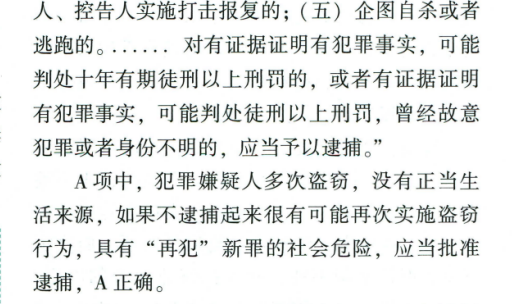 人、控告人实施打击报复的；（五）企图自杀或者
逃跑的。…… 对有证据证明有犯罪事实，可能
判处十年有期徒刑以上刑罚的，或者有证据证明
有犯罪事实，可能判处徒刑以上刑罚，曾经故意
犯罪或者身份不明的，应当予以逮捕。”
A 项中，犯罪嫌疑人多次盗窃，没有正当生
活来源，如果不逮捕起来很有可能再次实施盗窃
行为，具有“再犯”新罪的社会危险，应当批准
逮捕，A 正确。